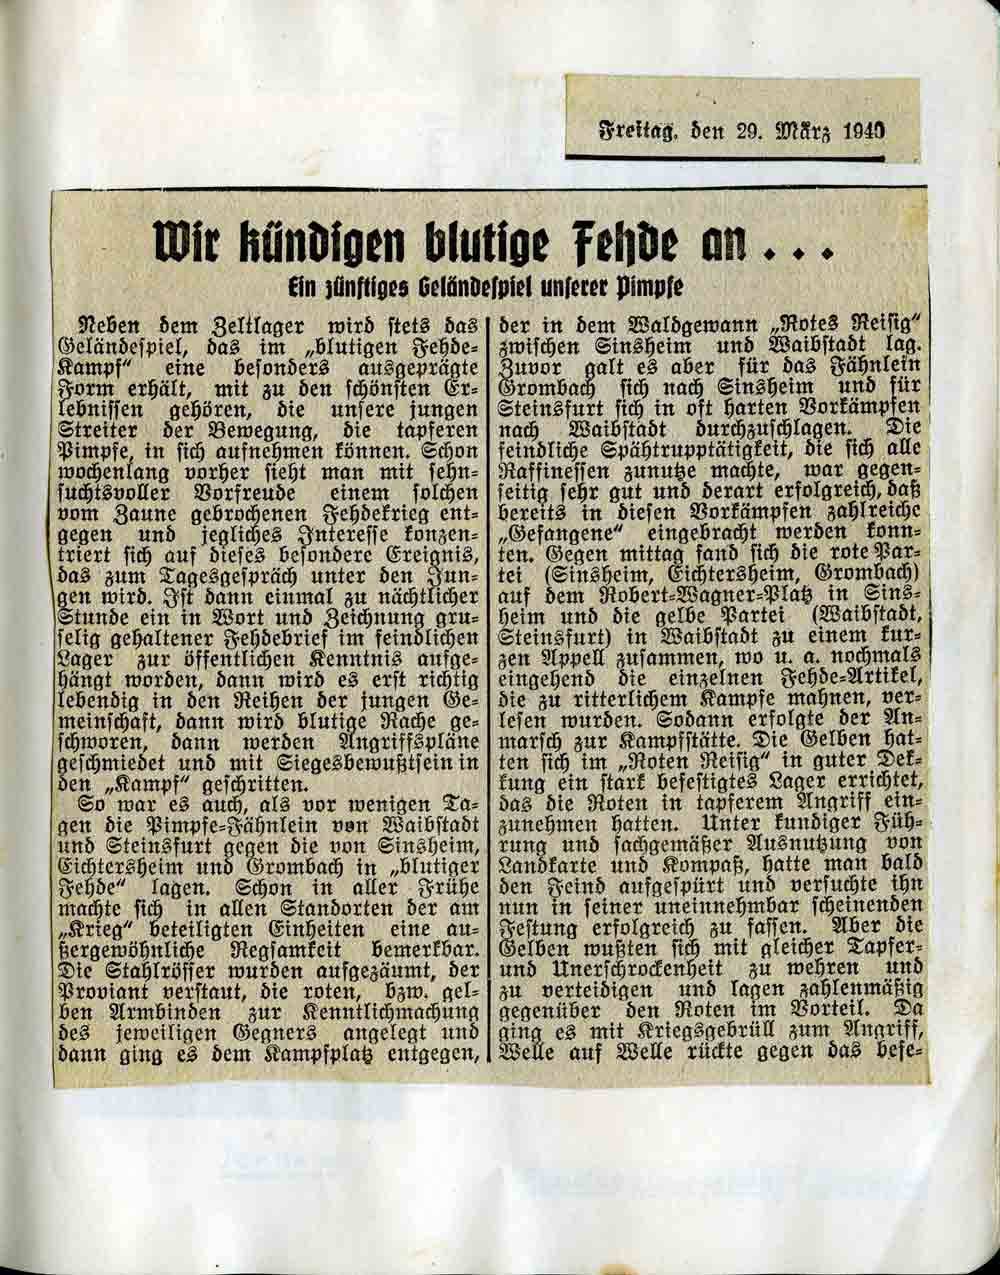 Freitag, den 29. März 1940
Wir kündigen blutige Fehde an . . .
Ein zünftiges Geländespiel unserer Pimpfe
Neben dem Zeltlager wird stets das
Geländespiel, das im „blutigen Fehde-
Kampf“ eine besonders ausgeprägte
Form erhält, mit zu den schönsten Er-
lebnissen gehören, die unsere jungen
Streiter der Bewegung, die tapferen
Pimpfe, in sich aufnehmen können. Schon
wochenlang vorher sieht man mit sehn-
suchtsvoller Vorfreude einem solchen
vom Zaune gebrochenen Fehdekrieg ent-
gegen und jegliches Interesse konzen-
triert sich auf dieses besondere Ereignis,
das zum Tagesgespräch unter den Jun-
gen wird. Ist dann einmal zu nächtlicher
Stunde ein in Wort und Zeichnung gru-
selig gehaltener Fehdebrief im feindlichen
Lager zur öffentlichen Kenntnis aufge-
hängt worden, dann wird es erst richtig
lebendig in den Reihen der jungen Ge-
meinschaft, dann wird blutige Rache ge-
schworen, dann werden Angriffspläne
geschmiedet und mit Siegesbewußtsein in
den „Kampf“ geschritten.
So war es auch, als vor wenigen Ta-
gen die Pimpfe-Fähnlein von Waibstadt
und Steinsfurt gegen die von Sinsheim,
Eichtersheim und Grombach in „blutiger
Fehde“ lagen. Schon in aller Frühe
machte sich in allen Standorten der am
„Krieg“ beteiligten Einheiten eine au-
ßergewöhnliche Regsamkeit bemerkbar.
Die Stahlrösser wurden aufgezäumt, der
Proviant verstaut, die roten, bzw. gel-
ben Armbinden zur Kenntlichmachung
des jeweiligen Gegners angelegt und
dann ging es dem Kampfplatz entgegen,
der in dem Waldgewann „Rotes Reisig“
zwischen Sinsheim und Waibstadt lag.
Zuvor galt es aber für das Fähnlein
Grombach sich nach Sinsheim und für
Steinsfurt sich in oft harten Vorkämpfen
nach Waibstadt durchzuschlagen. Die
feindliche Spähtrupptätigkeit, die sich alle
Raffinessen zunutze machte, war gegen-
seitig sehr gut und derart erfolgreich, daß
bereits in diesen Vorkämpfen zahlreiche
„Gefangene“ eingebracht werden konn-
ten. Gegen mittag fand sich die rote Par-
tei (Sinsheim, Eichtersheim, Grombach)
auf dem Robert-Wagner-Platz in Sins-
heim und die gelbe Partei (Waibstadt,
Steinsfurt) in Waibstadt zu einem kur-
zen Appell zusammen, wo u. a. nochmals
eingehend die einzelnen Fehde-Artikel,
die zu ritterlichem Kampfe mahnen, ver-
lesen wurden. Sodann erfolgte der An-
marsch zur Kampfstätte. Die Gelben hat-
ten sich im „Roten Reisig“ in guter Dek-
kung ein stark befestigtes Lager errichtet,
das die Roten in tapferem Angriff ein-
zunehmen hatten. Unter kundiger Füh-
rung und sachgemäßer Ausnutzung von
Landkarte und Kompaß, hatte man bald
den Feind aufgespürt und versuchte ihn
nun in seiner uneinnehmbar scheinenden
Festung erfolgreich zu fassen. Aber die
Gelben wußten sich mit gleicher Tapfer-
und Unerschrockenheit zu wehren und
zu verteidigen und lagen zahlenmäßig
gegenüber den Roten im Vorteil. Da
ging es mit Kriegsgebrüll zum Angriff,
Welle auf Welle rückte gegen das befe-